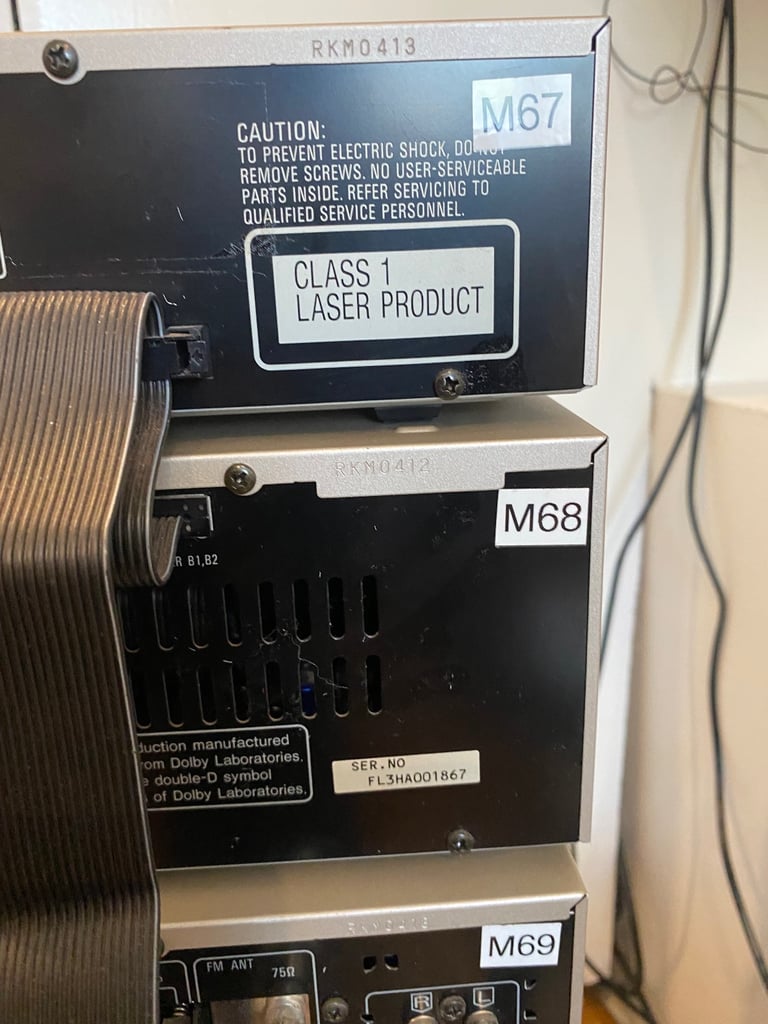 RKM0413
M67
CAUTION:
TO PREVENT ELECTRIC SHOCK, DO NOT
REMOVE SCREWS. NO USER-SERVICEABLE
PARTS INSIDE. REFER SERVICING TO
QUALIFIED SERVICE PERSONNEL.
CLASS 1
LASER PRODUCT
RKM0412
M68
R B1,B2
duction manufactured
rom Dolby Laboratories.
e double-D symbol
of Dolby Laboratories.
SER.NO
FL3HA001867
M69
FM ANT
75Ω
R
L